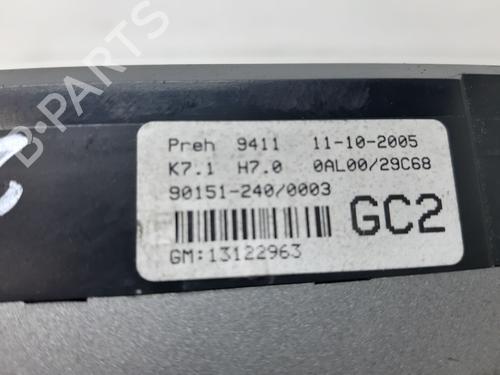 B-PARTS
Preh 9411 11-10-2005
K7.1 H7.0 0AL00/29C68
90151-240/0003
GC2
GM:13122963